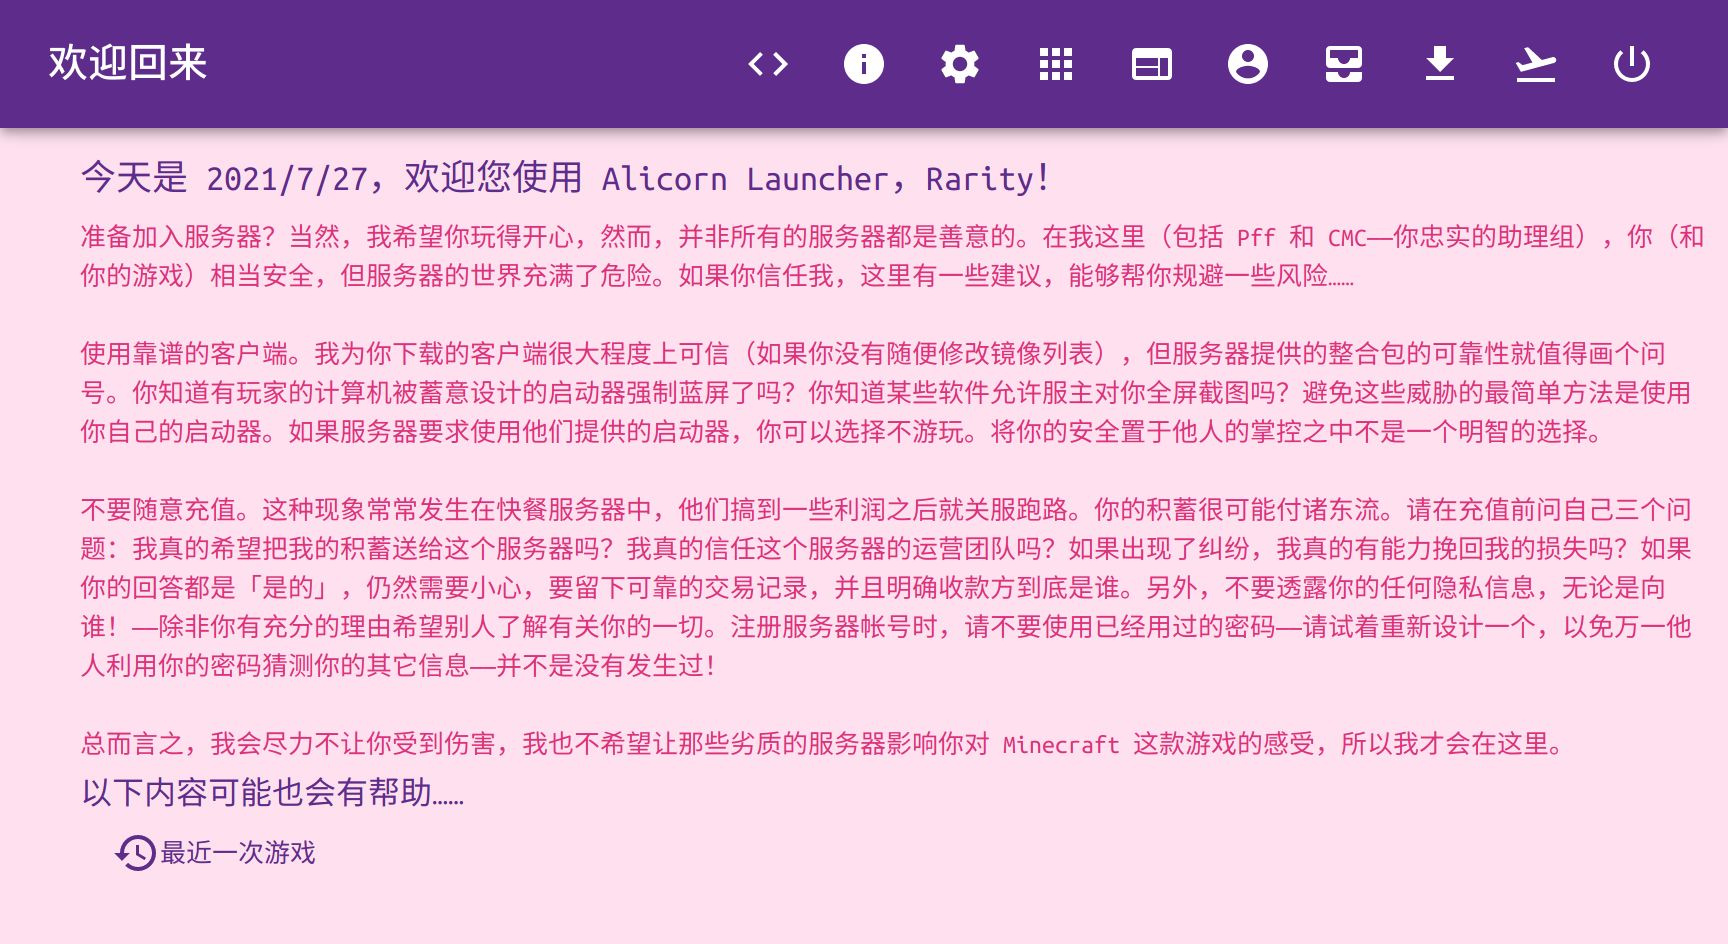 欢迎回来
今天是 2021/7/27，欢迎您使用 Alicorn Launcher，Rarity！
准备加入服务器？当然，我希望你玩得开心，然而，并非所有的服务器都是善意的。在我这里（包括 Pff 和 CMC——你忠实的助理组），你（和
你的游戏）相当安全，但服务器的世界充满了危险。如果你信任我，这里有一些建议，能够帮你规避一些风险……
使用靠谱的客户端。我为你下载的客户端很大程度上可信（如果你没有随便修改镜像列表），但服务器提供的整合包的可靠性就值得画个问
号。你知道有玩家的计算机被蓄意设计的启动器强制蓝屏了吗？你知道某些软件允许服主对你全屏截图吗？避免这些威胁的最简单方法是使用
你自己的启动器。如果服务器要求使用他们提供的启动器，你可以选择不游玩。将你的安全置于他人的掌控之中不是一个明智的选择。
不要随意充值。这种现象常常发生在快餐服务器中，他们搞到一些利润之后就关服跑路。你的积蓄很可能付诸东流。请在充值前问自己三个问
题：我真的希望把我的积蓄送给这个服务器吗？我真的信任这个服务器的运营团队吗？如果出现了纠纷，我真的有能力挽回我的损失吗？如果
你的回答都是「是的」，仍然需要小心，要留下可靠的交易记录，并且明确收款方到底是谁。另外，不要透露你的任何隐私信息，无论是向
谁！——除非你有充分的理由希望别人了解有关你的一切。注册服务器帐号时，请不要使用已经用过的密码——请试着重新设计一个，以免万一他
人利用你的密码猜测你的其它信息——并不是没有发生过！
总而言之，我会尽力不让你受到伤害，我也不希望让那些劣质的服务器影响你对 Minecraft 这款游戏的感受，所以我才会在这里。
以下内容可能也会有帮助……
最近一次游戏